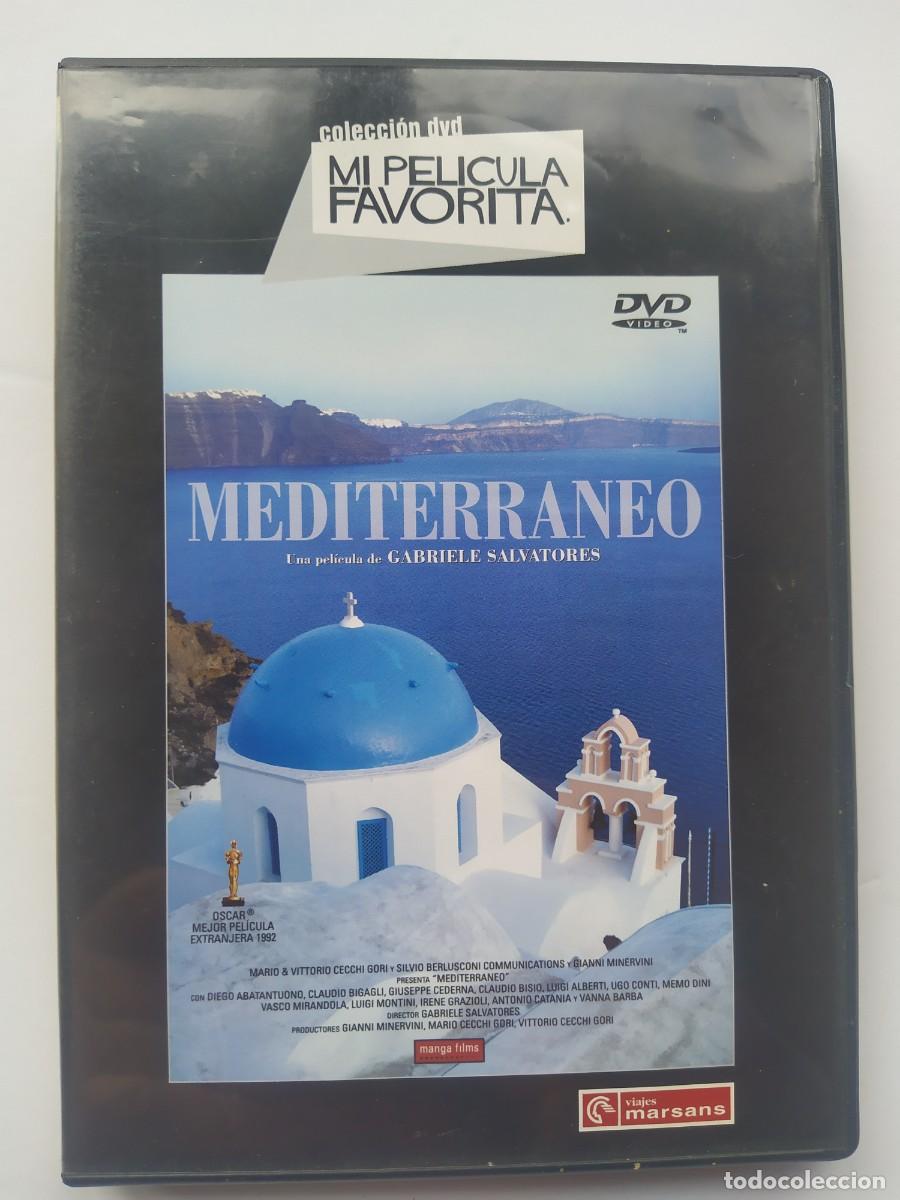 colección dvd
MI PELICULA
FAVORITA.
DVD
VIDEO
TM
MEDITERRANEO
Una película de GABRIELE SALVATORES
OSCAR®
MEJOR PELÍCULA
EXTRANJERA 1992
MARIO & VITTORIO CECCHI GORI Y SILVIO BERLUSCONI COMMUNICATIONS Y GIANNI MINERVINI
PRESENTA "MEDITERRANEO"
CON DIEGO ABATANTUONO, CLAUDIO BIGAGLI, GIUSEPPE CEDERNA, CLAUDIO BISIO, LUIGI ALBERTI, UGO CONTI, MEMO DINI
VASCO MIRANDOLA, LUIGI MONTINI, IRENE GRAZIOLI, ANTONIO CATANIA Y VANNA BARBA
DIRECTOR GABRIELE SALVATORES
PRODUCTORES GIANNI MINERVINI, MARIO CECCHI GORI, VITTORIO CECCHI GORI
manga films
viajes
marsans
todocoleccion